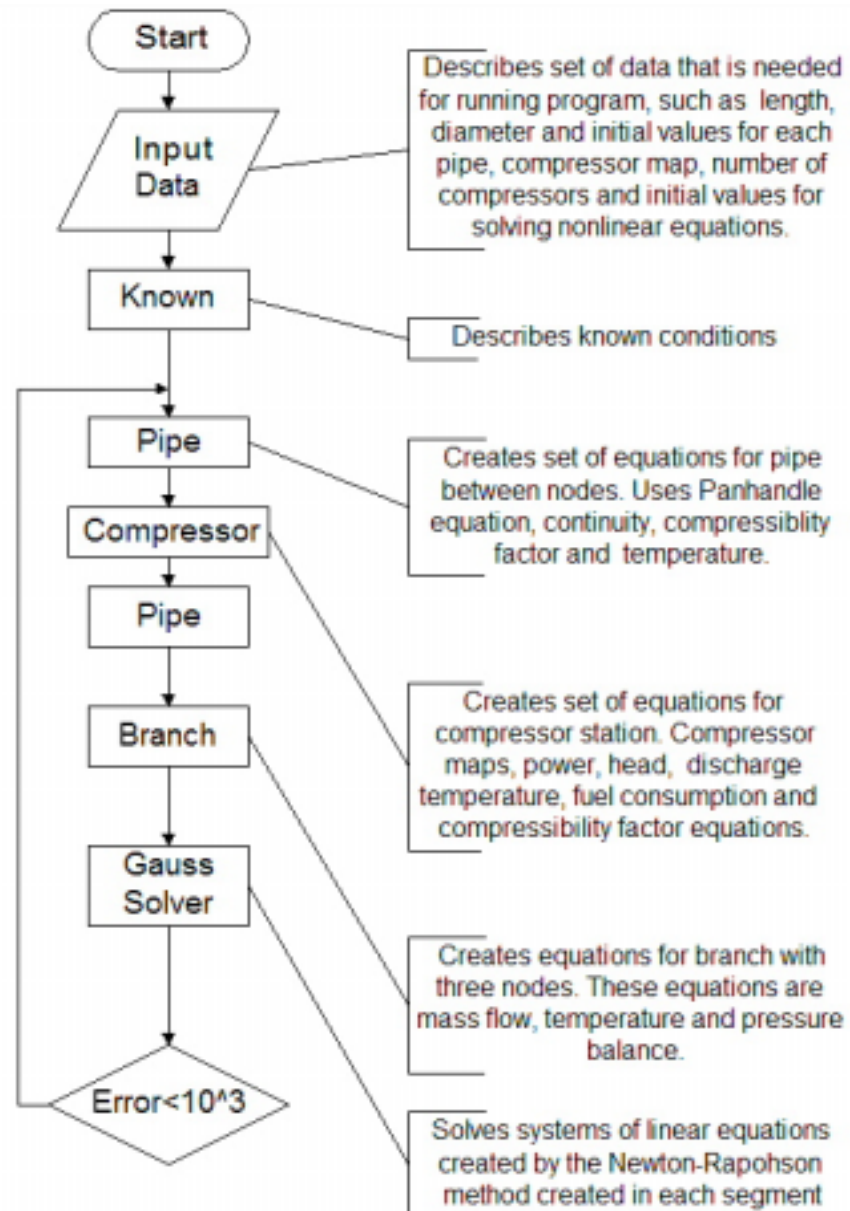 Start
Input
Data
Describes set of data that is needed
for running program, such as length,
diameter and initial values for each
pipe, compressor map, number of
compressors and initial values for
solving nonlinear equations.
Known
Describes known conditions
Pipe
Creates set of equations for pipe
between nodes. Uses Panhandle
equation, continuity, compressiblity
factor and temperature.
Compressor
Pipe
Creates set of equations for
compressor station. Compressor
maps, power, head, discharge
temperature, fuel consumption and
compressibility factor equations.
Branch
Gauss
Solver
Creates equations for branch with
three nodes. These equations are
mass flow, temperature and pressure
balance.
Error<10^3
Solves systems of linear equations
created by the Newton-Rapohson
method created in each segment